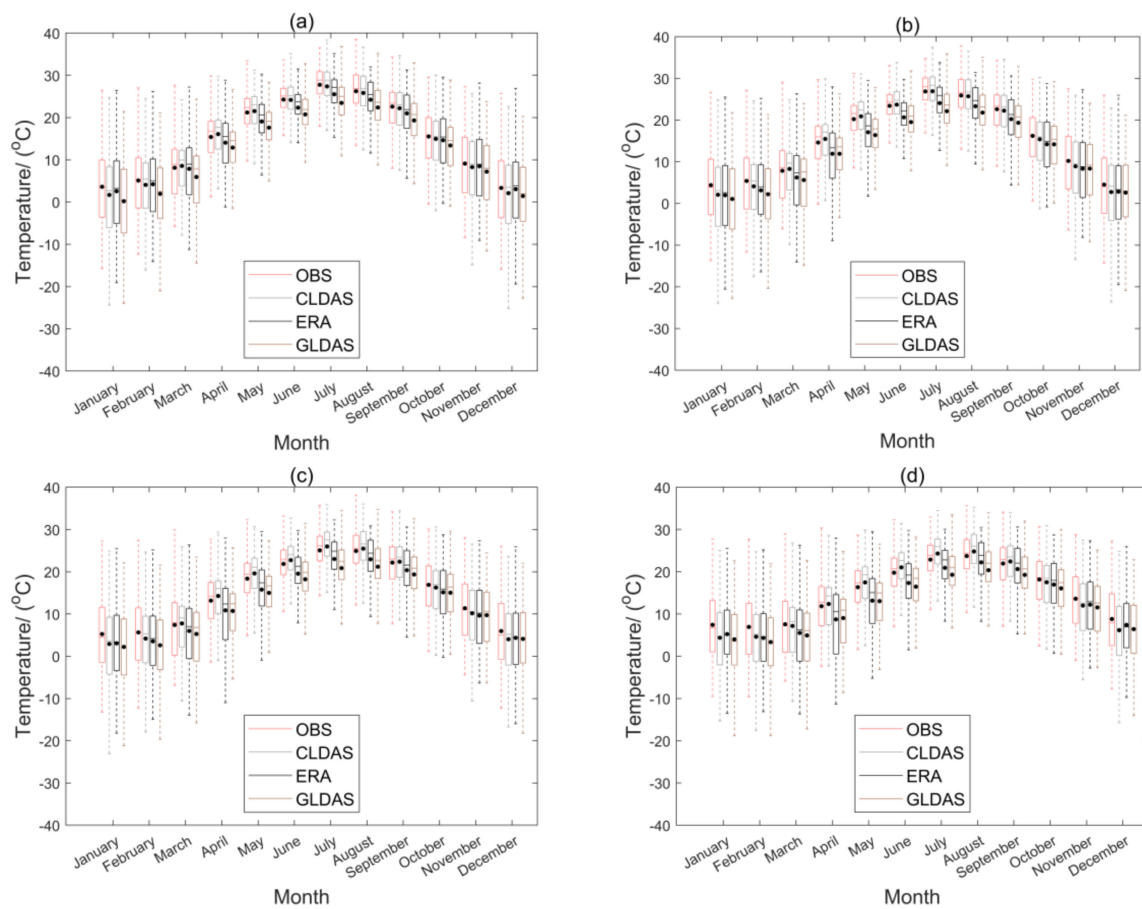 (a)
Temperature/ (°C)
40
30
20
10
0
-10
-20
-30
-40
OBS
CLDAS
ERA
GLDAS
January
February
March
April
May
June
July
August
September
October
November
December
Month
(b)
Temperature/ (°C)
40
30
20
10
0
-10
-20
-30
-40
OBS
CLDAS
ERA
GLDAS
January
February
March
April
May
June
July
August
September
October
November
December
Month
(c)
Temperature/ (°C)
40
30
20
10
0
-10
-20
-30
-40
OBS
CLDAS
ERA
GLDAS
January
February
March
April
May
June
July
August
September
October
November
December
Month
(d)
Temperature/ (°C)
40
30
20
10
0
-10
-20
-30
-40
OBS
CLDAS
ERA
GLDAS
January
February
March
April
May
June
July
August
September
October
November
December
Month